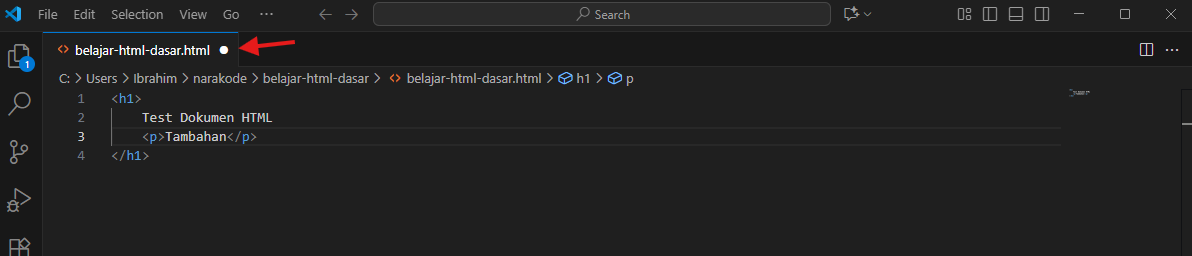 File Edit Selection View Go ··· Search
belajar-html-dasar.html
1
C: > Users > Ibrahim > narakode > belajar-html-dasar > belajar-html-dasar.html > h1 > p
1 <h1>
2 Test Dokumen HTML
3 <p>Tambahan</p>
4 </h1>